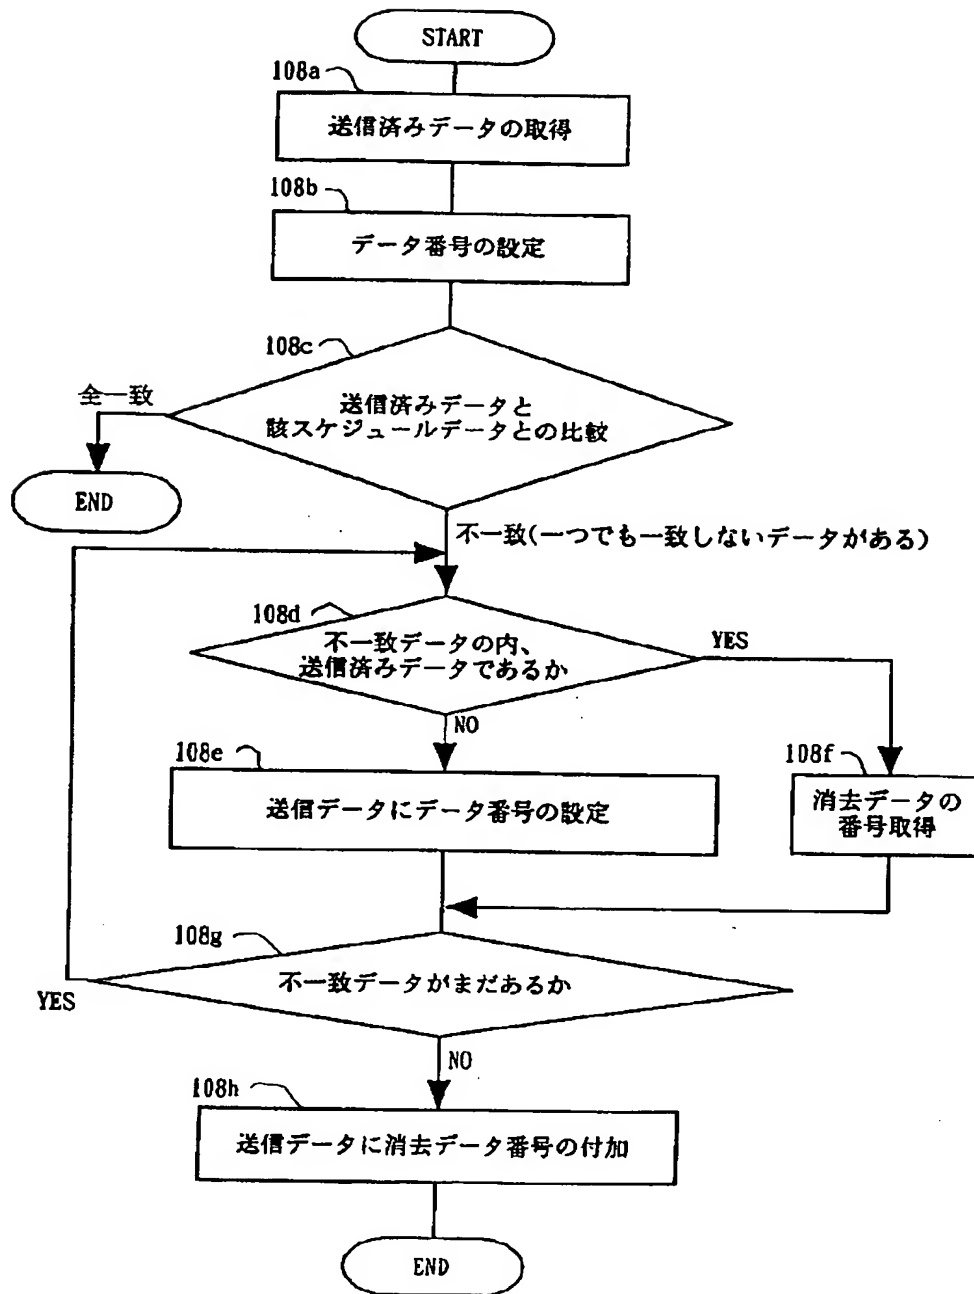 START
108a
送信済みデータの取得
108b
データ番号の設定
108c
全一致
送信済みデータと
該スケジュールデータとの比較
END
不一致(一つでも一致しないデータがある)
108d
不一致データの内、
送信済みデータであるか
YES
NO
108e
送信データにデータ番号の設定
108f
消去データの
番号取得
108g
不一致データがまだあるか
YES
NO
108h
送信データに消去データ番号の付加
END